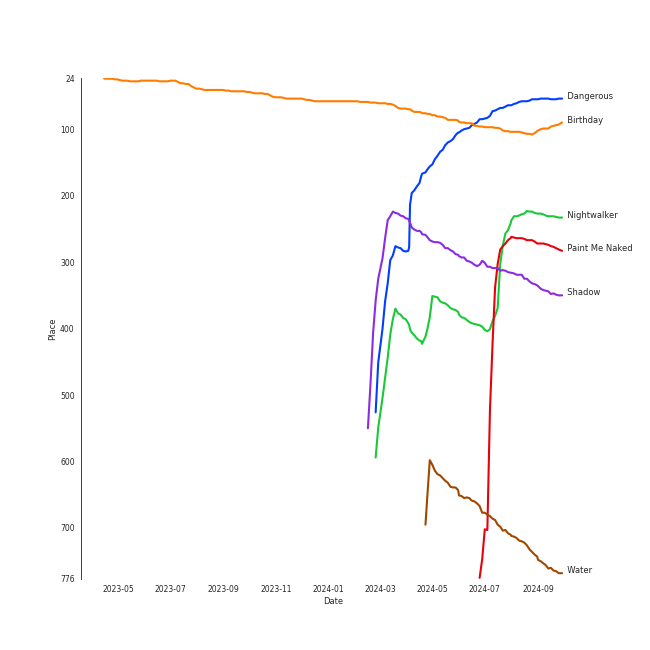 24
100
200
300
400
500
600
700
776
Place
2023-05
2023-07
2023-09
2023-11
2024-01
2024-03
2024-05
2024-07
2024-09
Date
Dangerous
Birthday
Nightwalker
Paint Me Naked
Shadow
Water